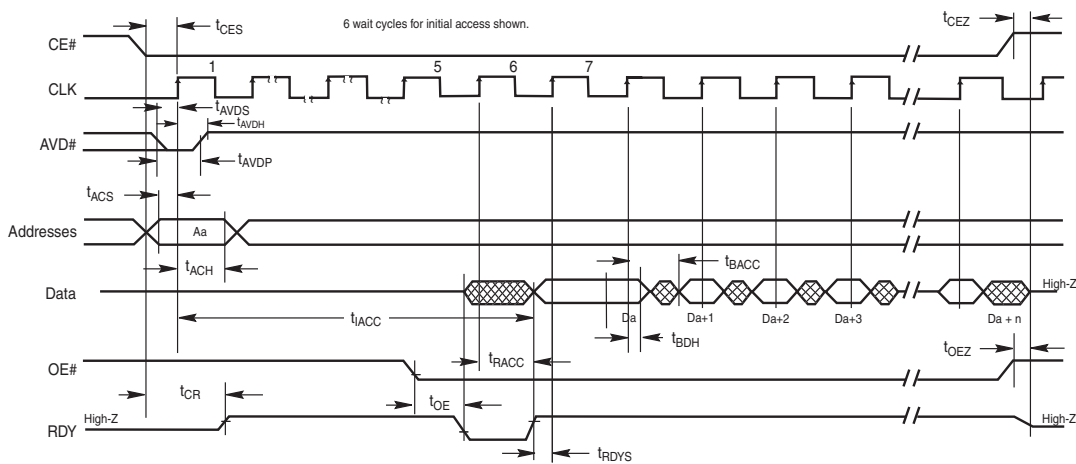 6 wait cycles for initial access shown.
tCES
tCEZ
CE#
1
5
6
7
CLK
tAVDS
tAVDH
AVD#
tAVDP
tACS
Addresses
Aa
tACH
tBACC
Data
High-Z
Da
Da+1
Da+2
Da+3
Da + n
tIACC
tBDH
OE#
tRACC
tOEZ
tCR
tOE
High-Z
High-Z
RDY
tRDYS